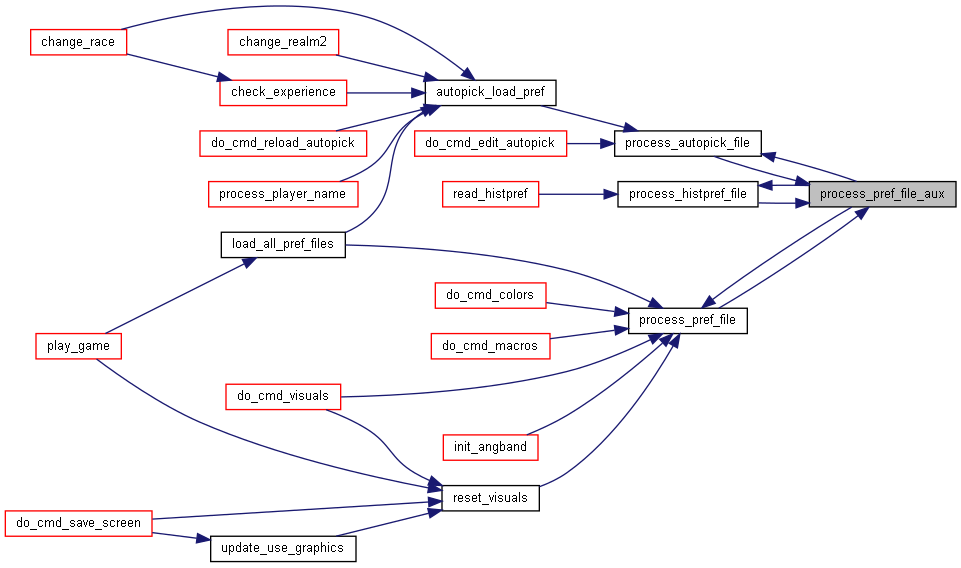 change_race
change_realm2
check_experience
autopick_load_pref
do_cmd_reload_autopick
do_cmd_edit_autopick
process_autopick_file
process_player_name
read_histpref
process_histpref_file
process_pref_file_aux
load_all_pref_files
do_cmd_colors
process_pref_file
play_game
do_cmd_macros
do_cmd_visuals
init_angband
reset_visuals
do_cmd_save_screen
update_use_graphics